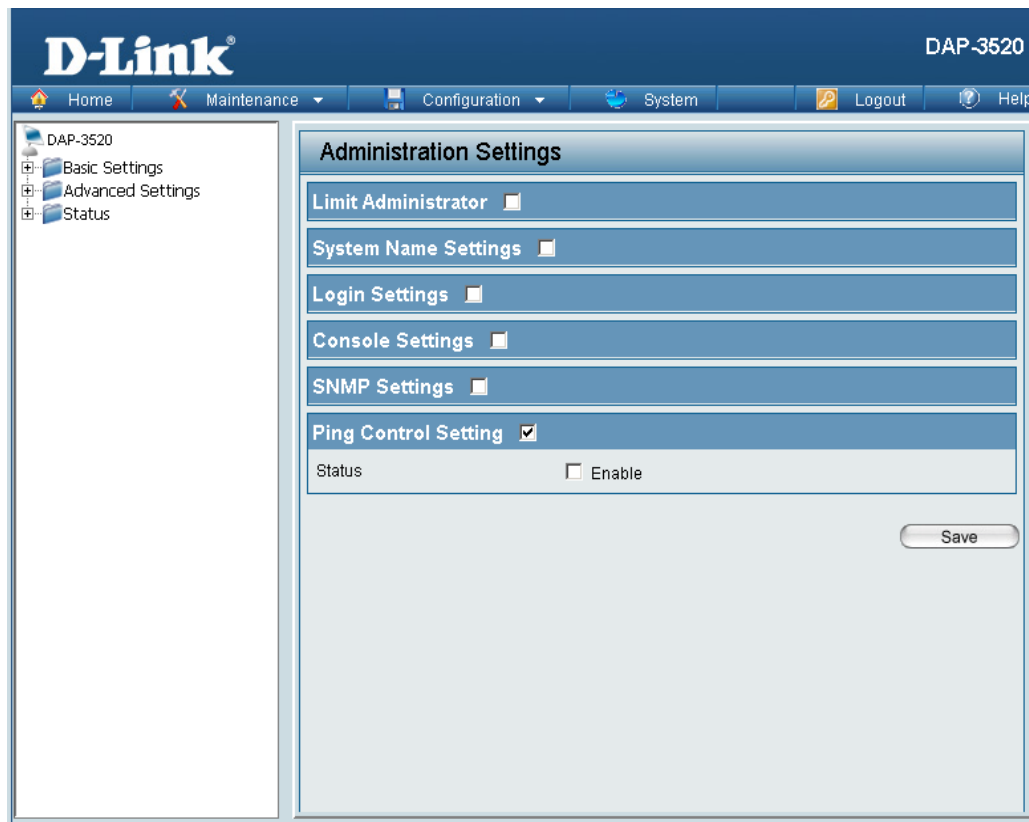 D-Link®
DAP-3520
Home Maintenance Configuration System Logout Help
DAP-3520
Basic Settings
Advanced Settings
Status
Administration Settings
Limit Administrator
System Name Settings
Login Settings
Console Settings
SNMP Settings
Ping Control Setting
Status Enable
Save